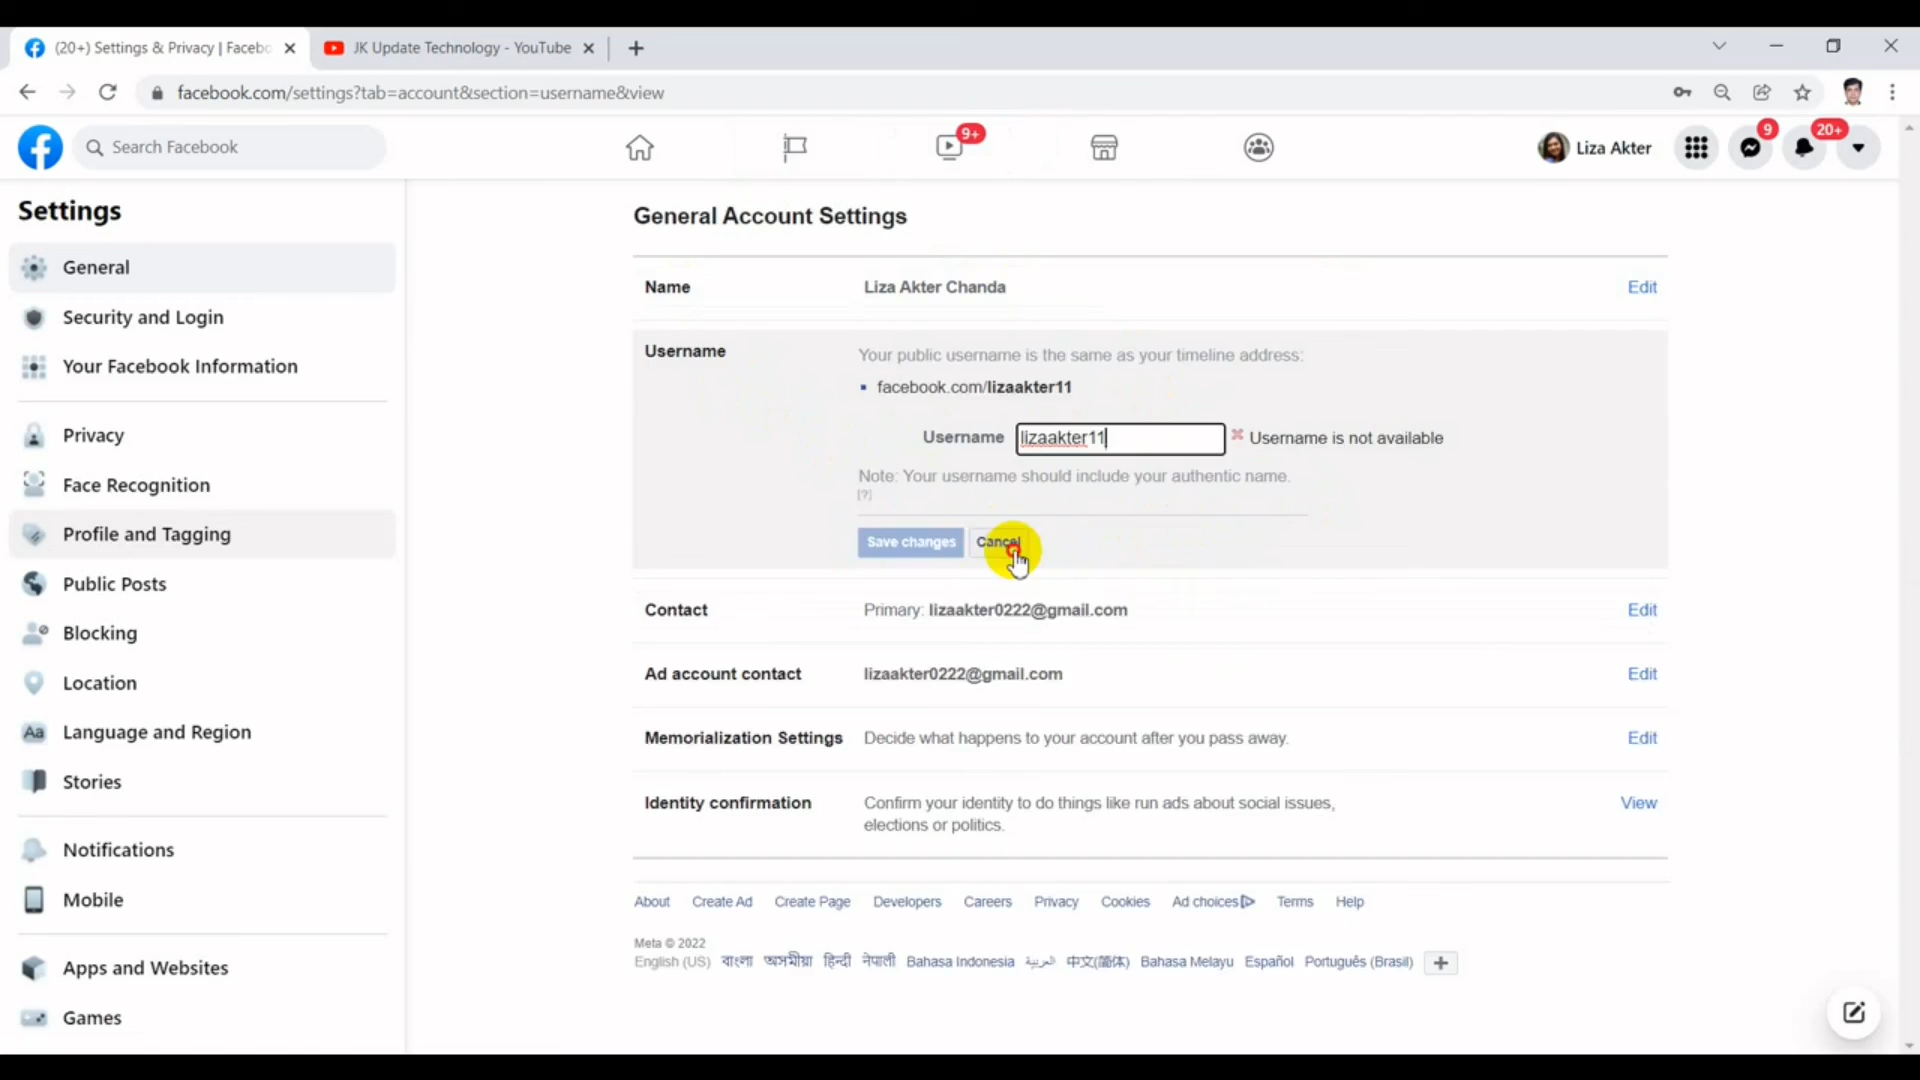 (20+) Settings & Privacy | Facebo
JK Update Technology - YouTube
facebook.com/settings?tab=account&section=username&view
Search Facebook
9+
Liza Akter
9
20+
Settings
General
Security and Login
Your Facebook Information
Privacy
Face Recognition
Profile and Tagging
Public Posts
Blocking
Location
Aa
Language and Region
Stories
Notifications
Mobile
Apps and Websites
Games
General Account Settings
Name Liza Akter Chanda Edit
Username Your public username is the same as your timeline address:
facebook.com/lizaakter11
Username lizaakter11 Username is not available
Note: Your username should include your authentic name.
[?]
Save changes Cancel
Contact Primary: lizaakter0222@gmail.com Edit
Ad account contact lizaakter0222@gmail.com Edit
Memorialization Settings Decide what happens to your account after you pass away. Edit
Identity confirmation Confirm your identity to do things like run ads about social issues, View
elections or politics.
About Create Ad Create Page Developers Careers Privacy Cookies Ad choices Terms Help
Meta © 2022
English (US) বাংলা অসমীয়া हिन्दी नेपाली Bahasa Indonesia العربية 中文(简体) Bahasa Melayu Español Português (Brasil)